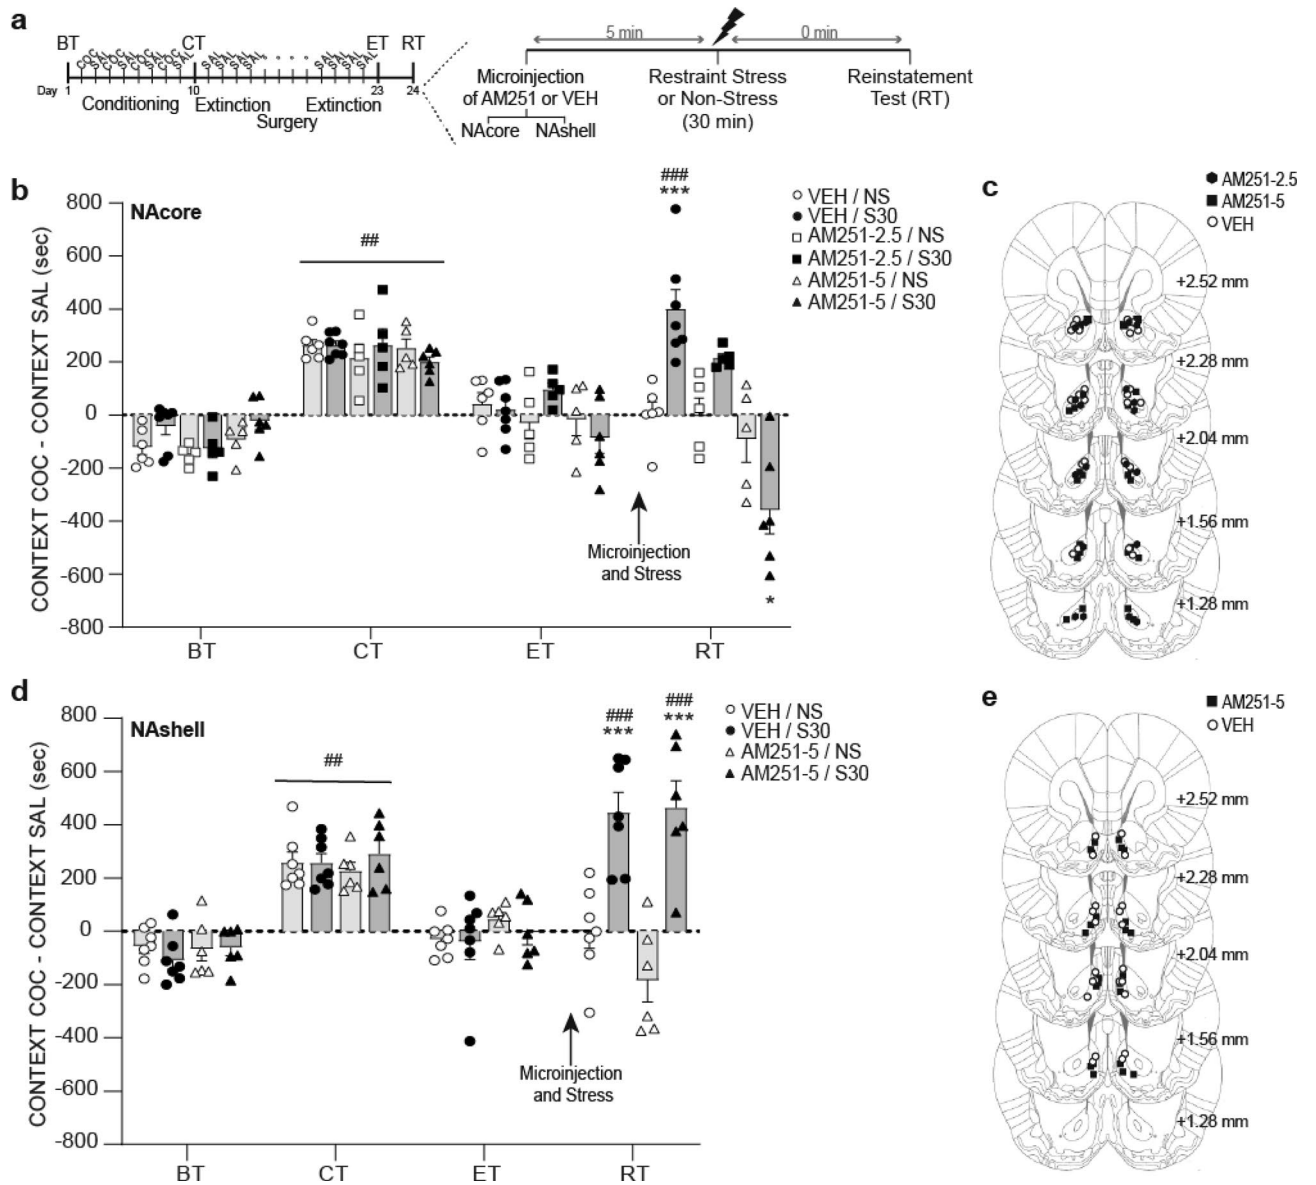 a
BT
COC
SAL
COC
SAL
COC
SAL
COC
SAL
CT
SAL
SAL
SAL
SAL
SAL
SAL
SAL
SAL
ET
RT
Day
1
10
23
24
Conditioning
Extinction
Extinction
Surgery
5 min
0 min
Microinjection
of AM251 or VEH
NAcore
NAshell
Restraint Stress
or Non-Stress
(30 min)
Reinstatement
Test (RT)
b
NAcore
CONTEXT COC - CONTEXT SAL (sec)
800
600
400
200
0
-200
-400
-600
-800
##
###
***
*
Microinjection
and Stress
BT
CT
ET
RT
VEH / NS
VEH / S30
AM251-2.5 / NS
AM251-2.5 / S30
AM251-5 / NS
AM251-5 / S30
c
AM251-2.5
AM251-5
VEH
+2.52 mm
+2.28 mm
+2.04 mm
+1.56 mm
+1.28 mm
d
NAshell
CONTEXT COC - CONTEXT SAL (sec)
800
600
400
200
0
-200
-400
-600
-800
##
###
***
###
***
Microinjection
and Stress
BT
CT
ET
RT
VEH / NS
VEH / S30
AM251-5 / NS
AM251-5 / S30
e
AM251-5
VEH
+2.52 mm
+2.28 mm
+2.04 mm
+1.56 mm
+1.28 mm